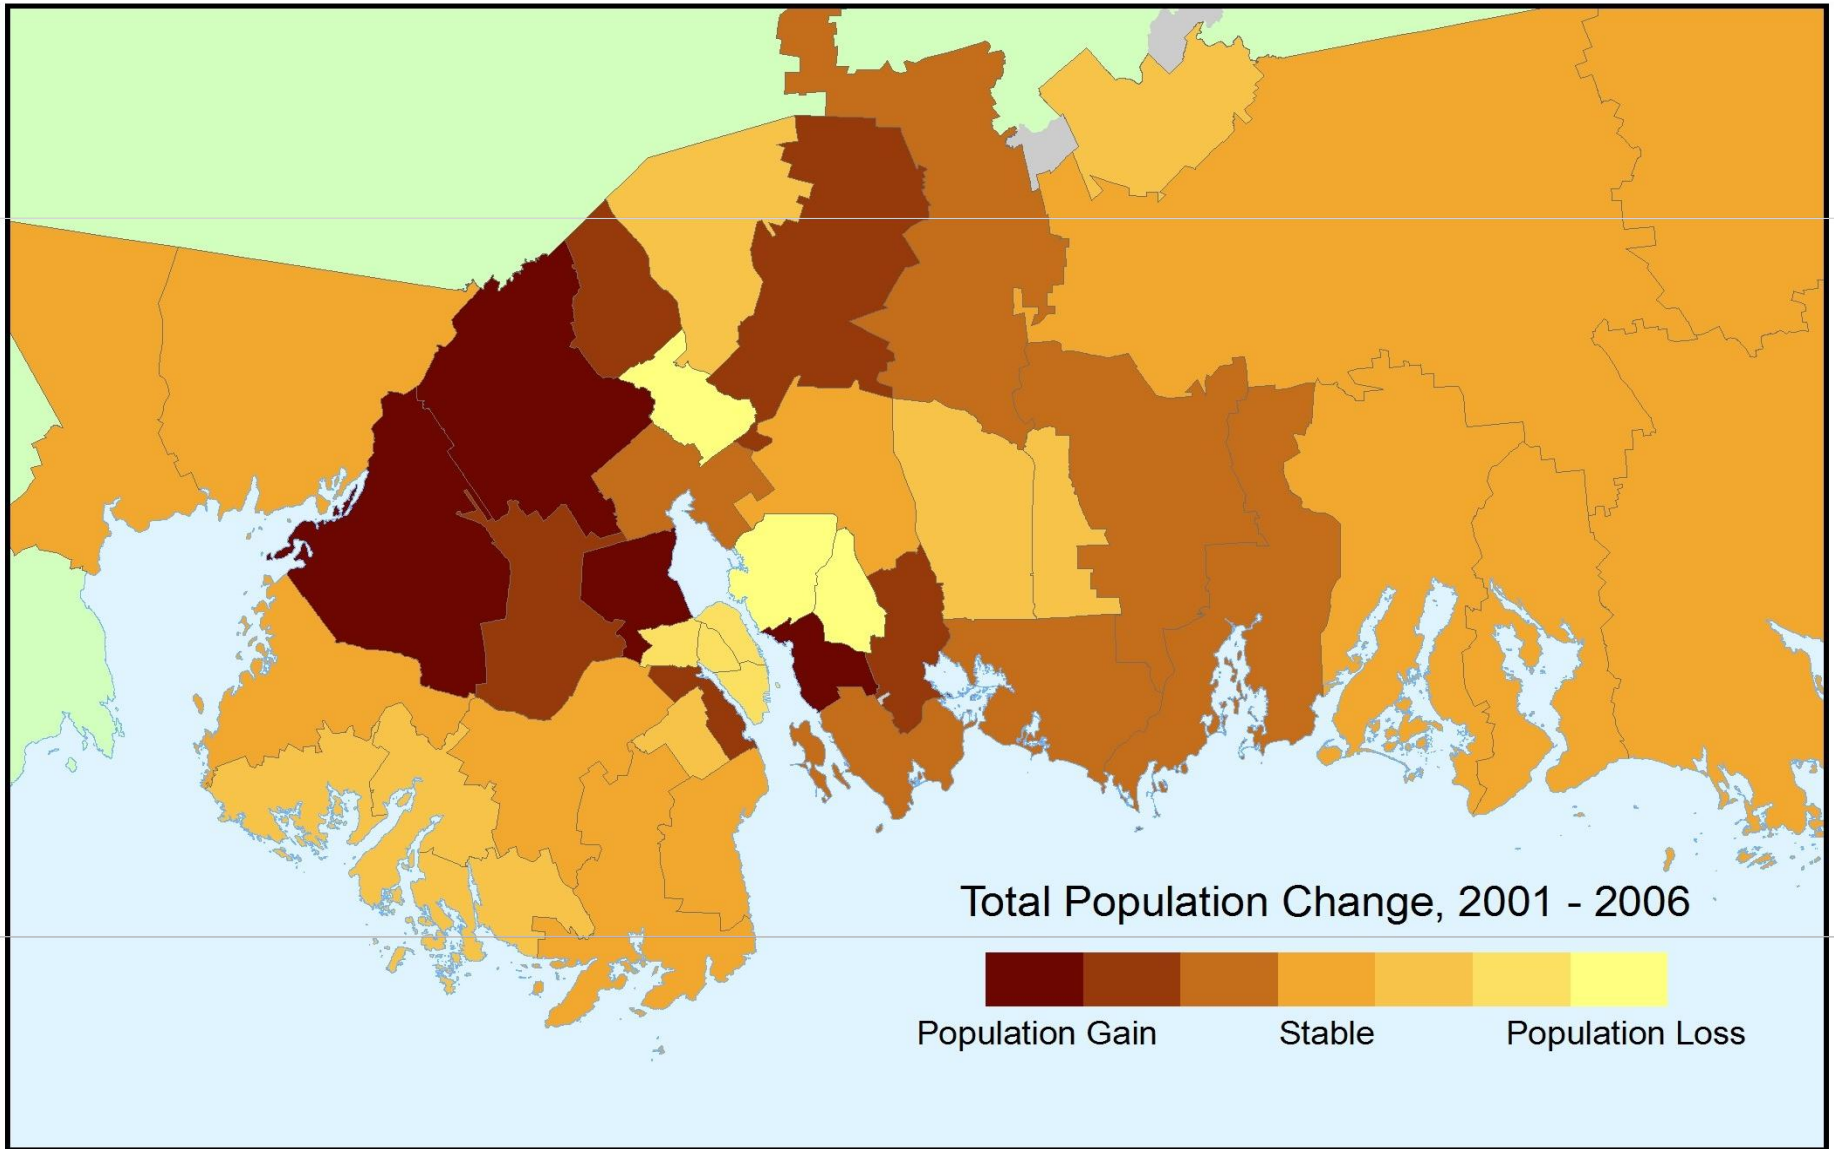 Total Population Change, 2001 - 2006
Population Gain Stable Population Loss